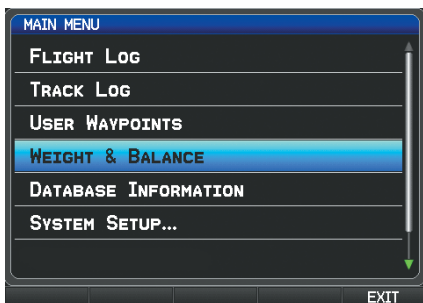 MAIN MENU
FLIGHT LOG
TRACK LOG
USER WAYPOINTS
WEIGHT & BALANCE
DATABASE INFORMATION
SYSTEM SETUP...
EXIT